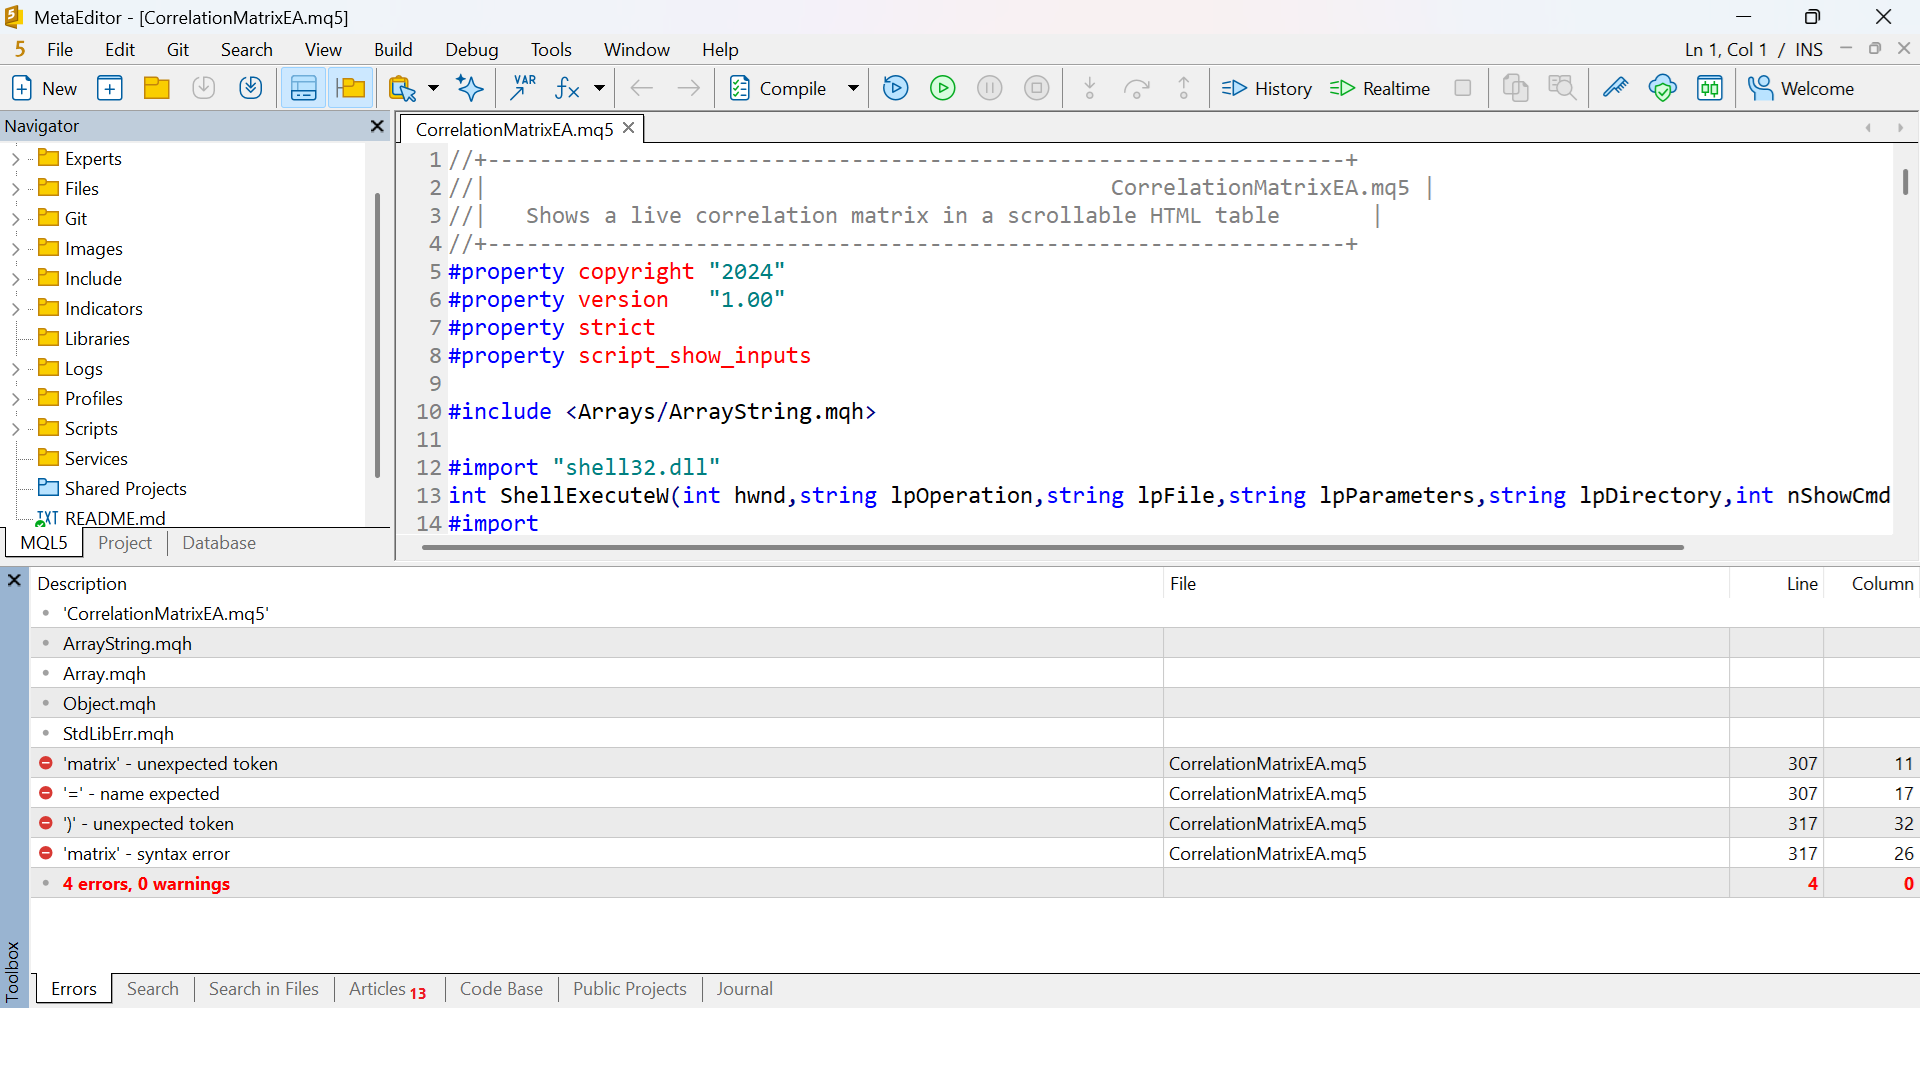 MetaEditor - [CorrelationMatrixEA.mq5]
5 File Edit Git Search View Build Debug Tools Window Help Ln 1, Col 1 / INS
New VAR fx Compile History Realtime Welcome
Navigator
Experts
Files
Git
Images
Include
Indicators
Libraries
Logs
Profiles
Scripts
Services
Shared Projects
TXT README.md
MQL5 Project Database
CorrelationMatrixEA.mq5
1 //+------------------------------------------------------------------+
2 //| CorrelationMatrixEA.mq5 |
3 //| Shows a live correlation matrix in a scrollable HTML table |
4 //+------------------------------------------------------------------+
5 #property copyright "2024"
6 #property version "1.00"
7 #property strict
8 #property script_show_inputs
9
10 #include <Arrays/ArrayString.mqh>
11
12 #import "shell32.dll"
13 int ShellExecuteW(int hwnd,string lpOperation,string lpFile,string lpParameters,string lpDirectory,int nShowCmd
14 #import
Description File Line Column
'CorrelationMatrixEA.mq5'
ArrayString.mqh
Array.mqh
Object.mqh
StdLibErr.mqh
'matrix' - unexpected token CorrelationMatrixEA.mq5 307 11
'=' - name expected CorrelationMatrixEA.mq5 307 17
')' - unexpected token CorrelationMatrixEA.mq5 317 32
'matrix' - syntax error CorrelationMatrixEA.mq5 317 26
4 errors, 0 warnings 4 0
Toolbox
Errors Search Search in Files Articles 13 Code Base Public Projects Journal